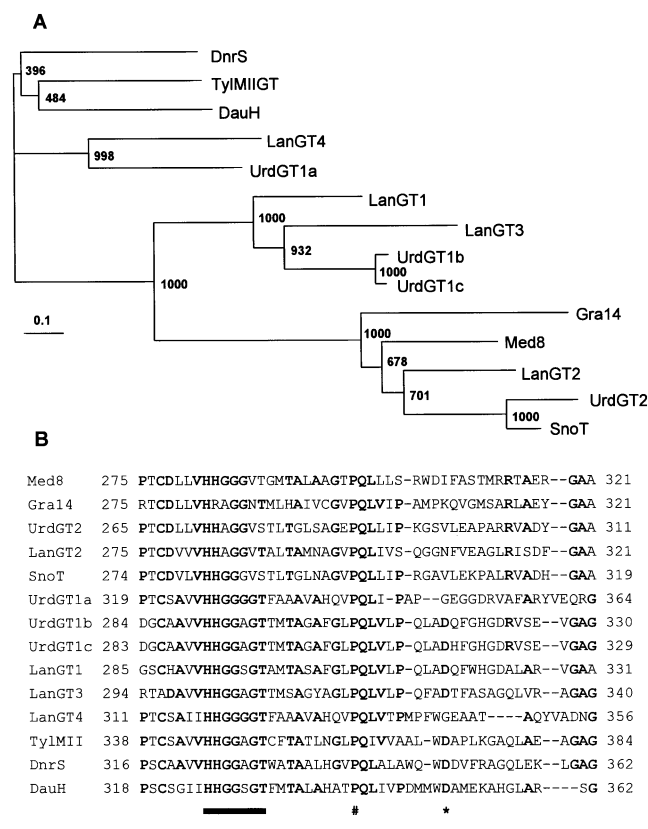 A
DnrS
396
TylMIIGT
484
DauH
LanGT4
998
UrdGT1a
LanGT1
1000
LanGT3
932
UrdGT1b
1000
UrdGT1c
1000
Gra14
0.1
1000
Med8
678
LanGT2
701
UrdGT2
1000
SnoT
B
Med8 275 PTCDLLVHHGGGVTGMTALAAGTPQLLLS-RWDIFASTMRRTAER--GAA 321
Gra14 275 RTCDLLVHRAGGNTMLHAIVCGVPQLVIP-AMPKQVGMSARLAEY--GAA 321
UrdGT2 265 PTCDLLVHHAGGVSTLTGLSAGEPQLLIP-KGSVLEAPARRVADY--GAA 311
LanGT2 275 PTCDVVVHHAGGVTALTAMNAGVPQLIVS-QGGNFVEAGLRISDF--GAA 321
SnoT 274 PTCDVLVHHGGGVSTLTGLNAGVPQLLIP-RGAVLEKPALRVADH--GAA 319
UrdGT1a 319 PTCSAVVHHGGGGTFAAAVAHQVPQLI-PAP--GEGGDRVAFARYVEQRG 364
UrdGT1b 284 DGCAAVVHHGGAGTTMTAGAFGLPQLVLP-QLADQFWHGDRVSE--VGAG 330
UrdGT1c 283 DGCAAVVHHGGAGTTMTAGAFGLPQLVLP-QLADHFGHGDRVSE-VGAG 329
LanGT1 285 GSCHAVVHHGGSGTAMTASAFGLPQLVLP-QLADQFWHGDALAR--VGAA 331
LanGT3 294 RTADAVVHHGGAGTTMSAGYAGLPQLVLP-QFADTFASAGQLVR--AGAG 340
LanGT4 311 PTCSAIIHHGGGGTFAAAVAHQVPQLVTPMPFWGEAAT----AQYVADNG 356
TylMII 338 PTCSAVVHHGGAGTCFTATLNGLPQIVVAAL-WDAPLKGAQLAE--AGAG 384
DnrS 316 PSCAAVVHHGGAGTWATAALHGVPQLALAWQ-WDDVFRAGQLEK--LGAG 362
DauH 318 PSCSGIIHHGGSGTFMTALAHATPQLIVPDMMWDAMEKAHGLAR----SG 362
# *